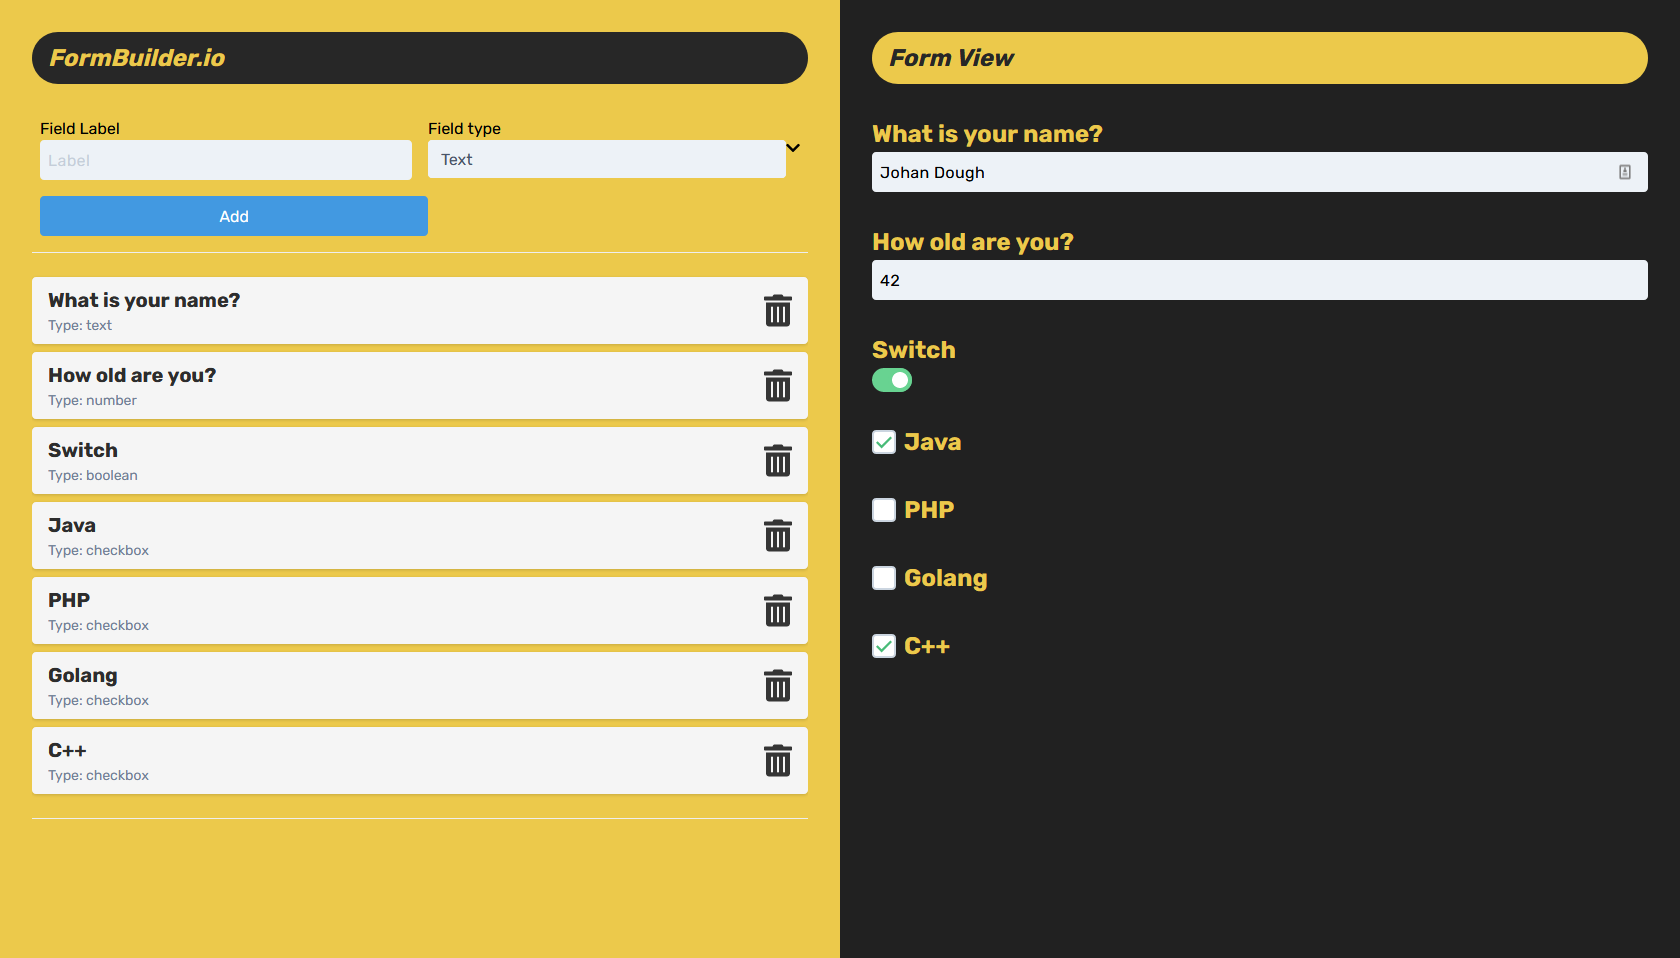 FormBuilder.io
Field Label
Field type
Label
Text
Add
What is your name?
Type: text
How old are you?
Type: number
Switch
Type: boolean
Java
Type: checkbox
PHP
Type: checkbox
Golang
Type: checkbox
C++
Type: checkbox
Form View
What is your name?
Johan Dough
How old are you?
42
Switch
Java
PHP
Golang
C++